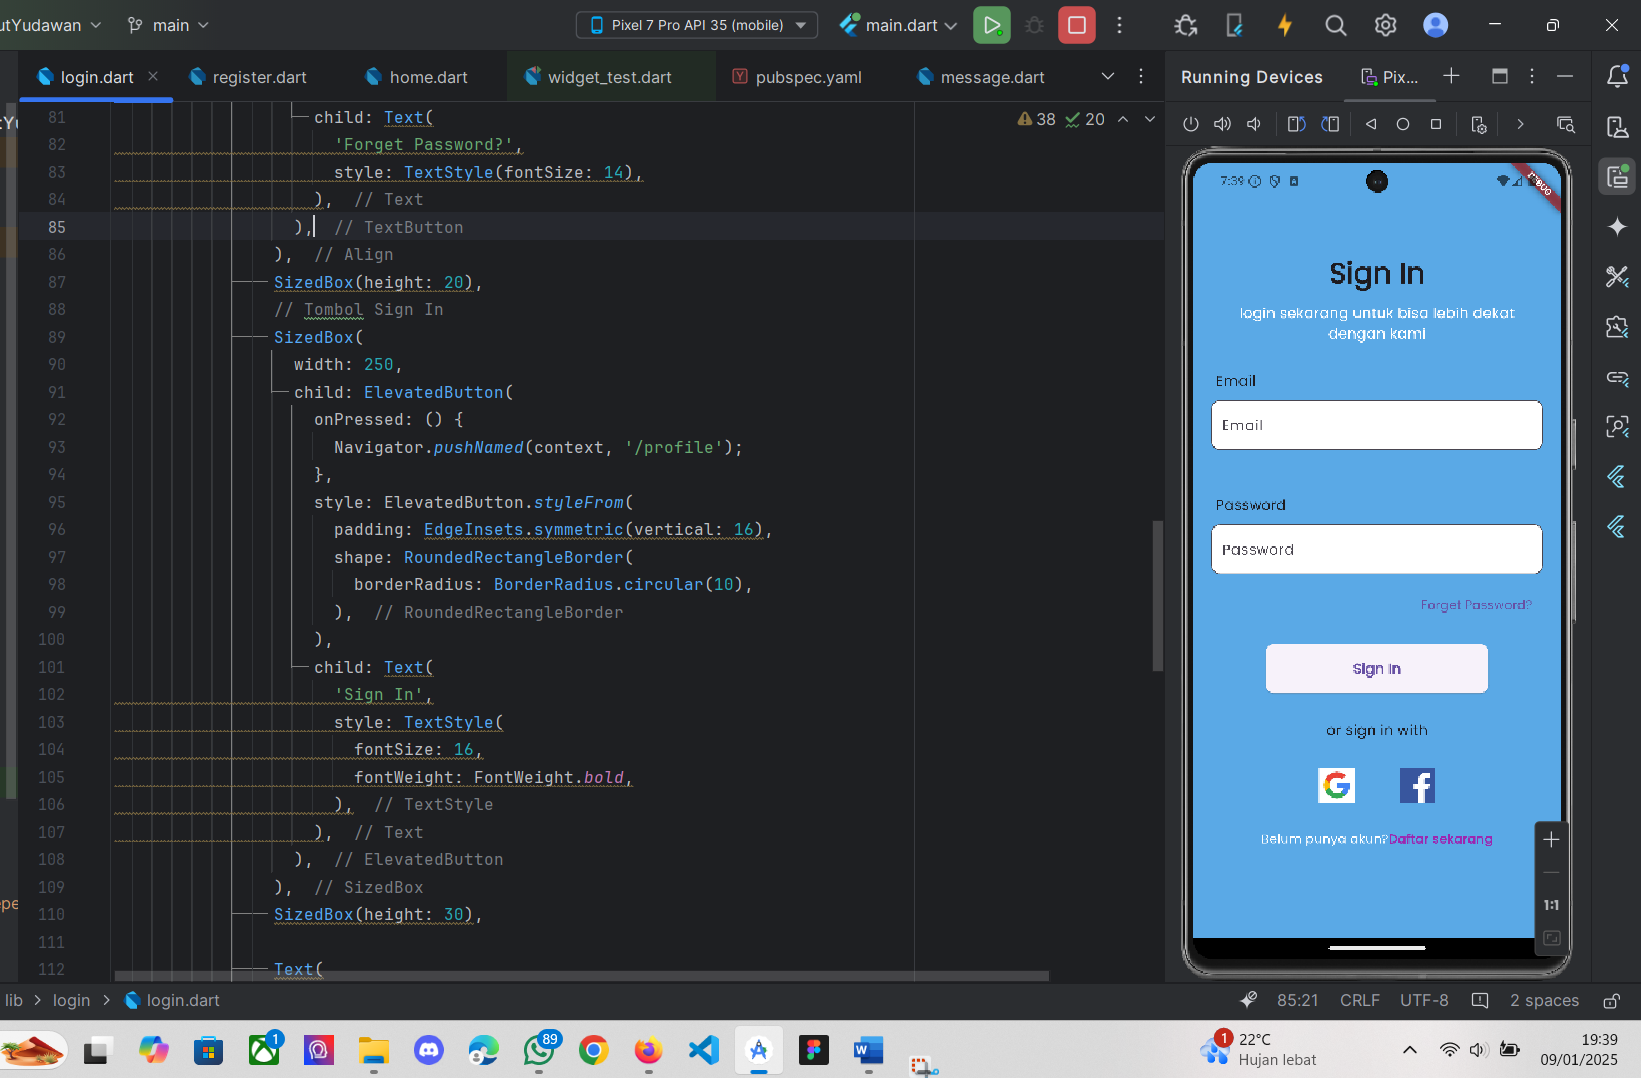 utYudawan
main
Pixel 7 Pro API 35 (mobile)
main.dart
login.dart
register.dart
home.dart
widget_test.dart
pubspec.yaml
message.dart
Running Devices
Pix...
38
20
81 child: Text(
82 'Forget Password?',
83 style: TextStyle(fontSize: 14),
84 ), // Text
85 ), // TextButton
86 ), // Align
87 SizedBox(height: 20),
88 // Tombol Sign In
89 SizedBox(
90 width: 250,
91 child: ElevatedButton(
92 onPressed: () {
93 Navigator.pushNamed(context, '/profile');
94 },
95 style: ElevatedButton.styleFrom(
96 padding: EdgeInsets.symmetric(vertical: 16),
97 shape: RoundedRectangleBorder(
98 borderRadius: BorderRadius.circular(10),
99 ), // RoundedRectangleBorder
100 ),
101 child: Text(
102 'Sign In',
103 style: TextStyle(
104 fontSize: 16,
105 fontWeight: FontWeight.bold,
106 ), // TextStyle
107 ), // Text
108 ), // ElevatedButton
109 ), // SizedBox
110 SizedBox(height: 30),
111
112 Text(
7:39
Sign In
login sekarang untuk bisa lebih dekat
dengan kami
Email
Email
Password
Password
Forget Password?
Sign In
or sign in with
Belum punya akun?Daftar sekarang
1:1
lib > login > login.dart
85:21
CRLF
UTF-8
2 spaces
1
89
1
22°C
Hujan lebat
19:39
09/01/2025